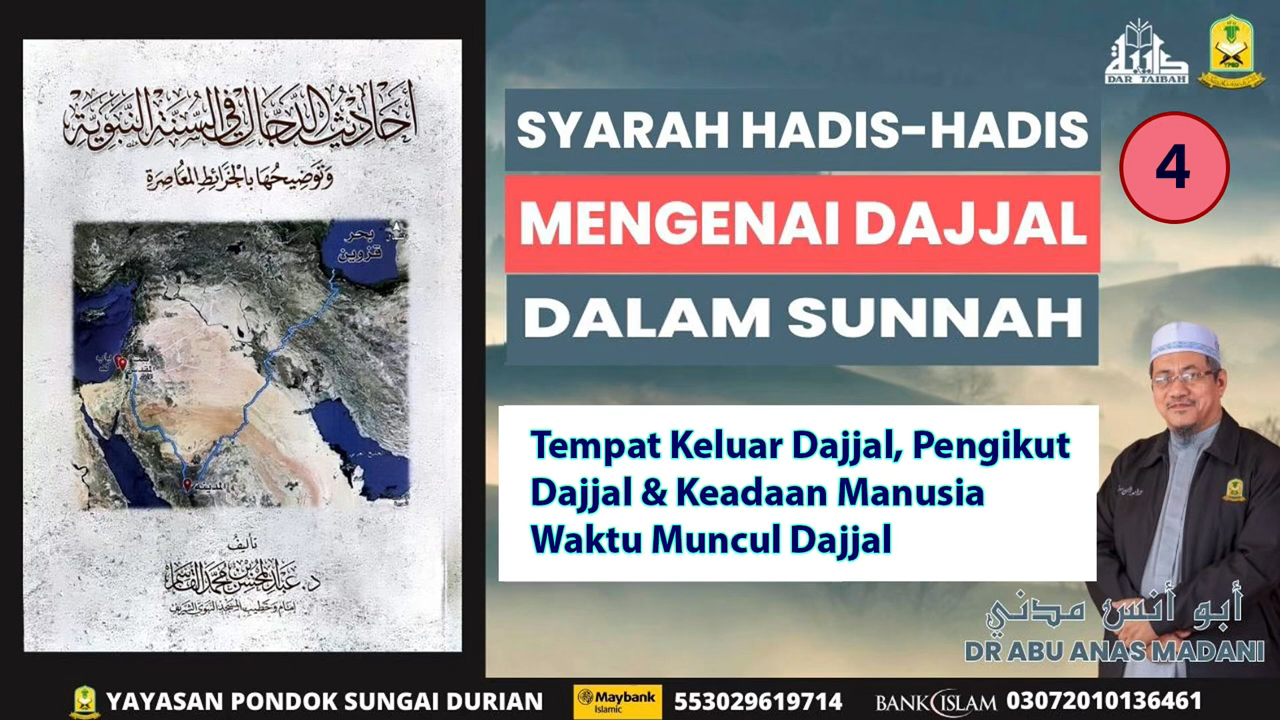 أحاديث الدجال في السنة النبوية
وتوضيحها بالخرائط المعاصرة
بحر
قزوين
المدينة
تأليف
د. عبد المحسن بن محمد القاسم
إمام وخطيب المسجد النبوي الشريف
طيبة
DAR TAIBAH
SYARAH HADIS-HADIS
MENGENAI DAJJAL
DALAM SUNNAH
4
Tempat Keluar Dajjal, Pengikut
Dajjal & Keadaan Manusia
Waktu Muncul Dajjal
أبو أنس مدني
DR ABU ANAS MADANI
YAYASAN PONDOK SUNGAI DURIAN
Maybank
Islamic
553029619714
BANK ISLAM
03072010136461